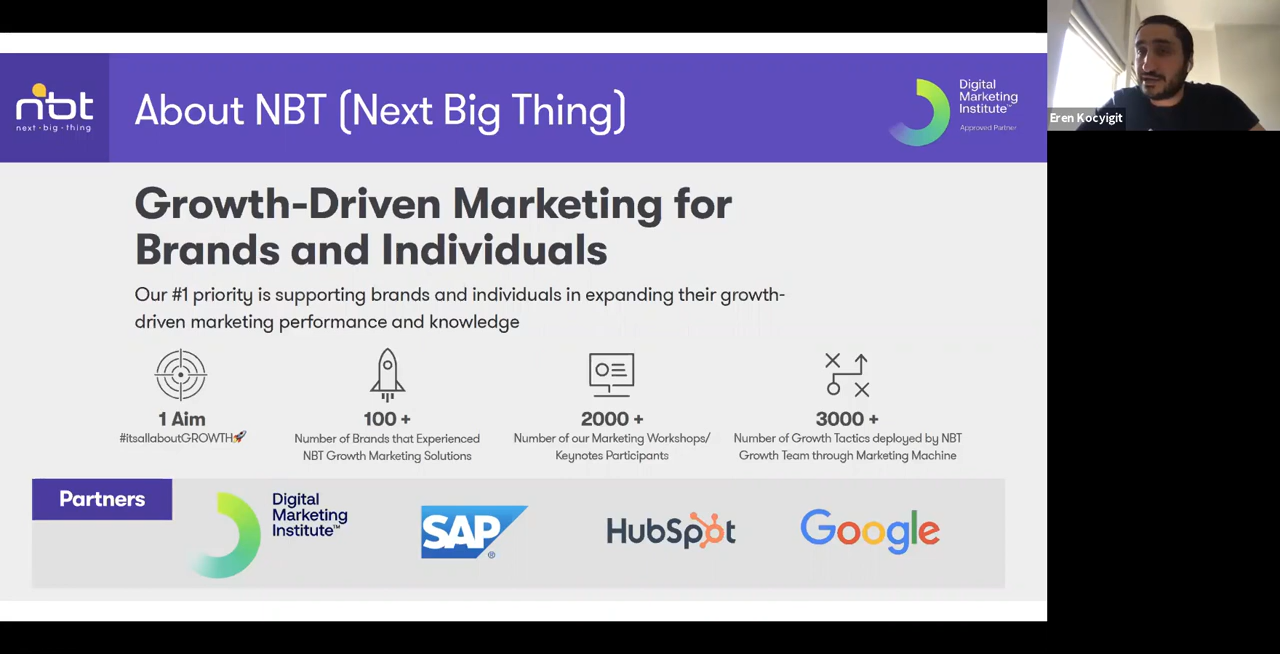 nbt
next·big·thing
About NBT (Next Big Thing)
Digital
Marketing
Institute™
Approved Partner
Eren Kocyigit
Growth-Driven Marketing for
Brands and Individuals
Our #1 priority is supporting brands and individuals in expanding their growth-
driven marketing performance and knowledge
1 Aim
#itsallaboutGROWTH🚀
100 +
Number of Brands that Experienced
NBT Growth Marketing Solutions
2000 +
Number of our Marketing Workshops/
Keynotes Participants
3000 +
Number of Growth Tactics deployed by NBT
Growth Team through Marketing Machine
Partners
Digital
Marketing
Institute™
SAP®
HubSpot
Google